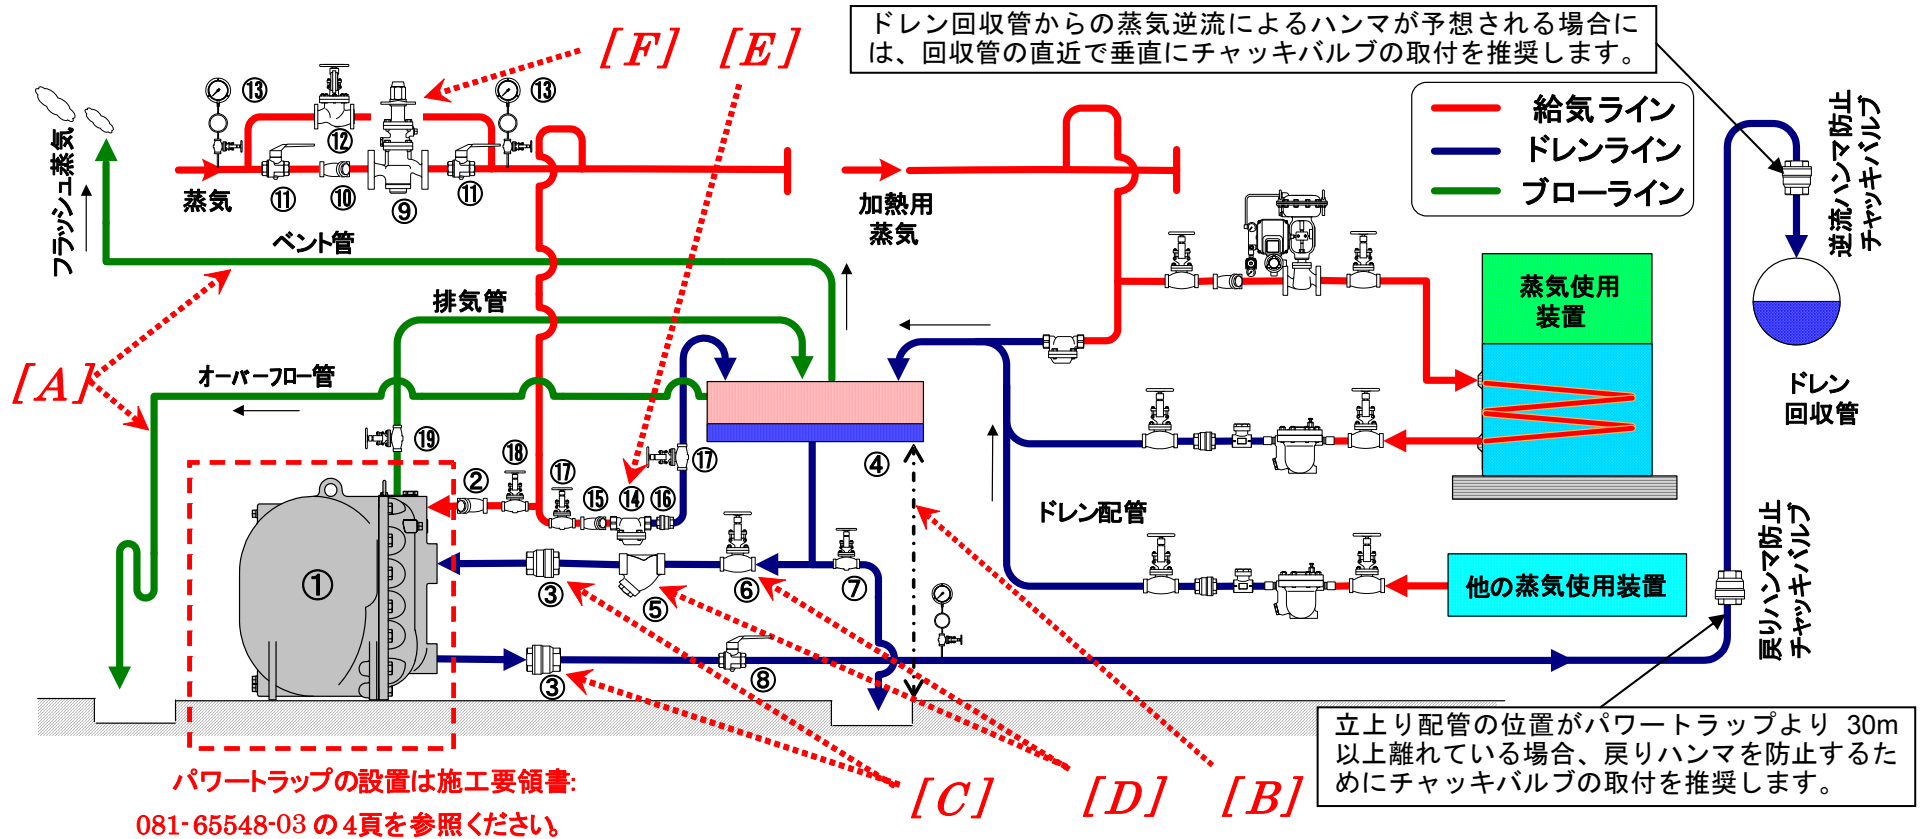 ドレン回収管からの蒸気逆流によるハンマが予想される場合に
は、回収管の直近で垂直にチャッキバルブの取付を推奨します。
[F]
[E]
給気ライン
ドレンライン
ブローライン
逆流ハンマ防止
チャッキバルブ
フラッシュ蒸気
⑬
⑬
⑫
蒸気
⑪
⑩
⑨
⑪
加熱用
蒸気
ベント管
排気管
蒸気使用
装置
[A]
オーバーフロー管
ドレン
回収管
⑲
⑱
②
⑰
⑮
⑭
⑯
⑰
④
ドレン配管
戻りハンマ防止
チャッキバルブ
①
③
⑤
⑥
⑦
他の蒸気使用装置
③
⑧
立上り配管の位置がパワートラップより 30m
以上離れている場合、戻りハンマを防止するた
めにチャッキバルブの取付を推奨します。
[C]
[D]
[B]
パワートラップの設置は施工要領書:
081-65548-03 の 4頁を参照ください。